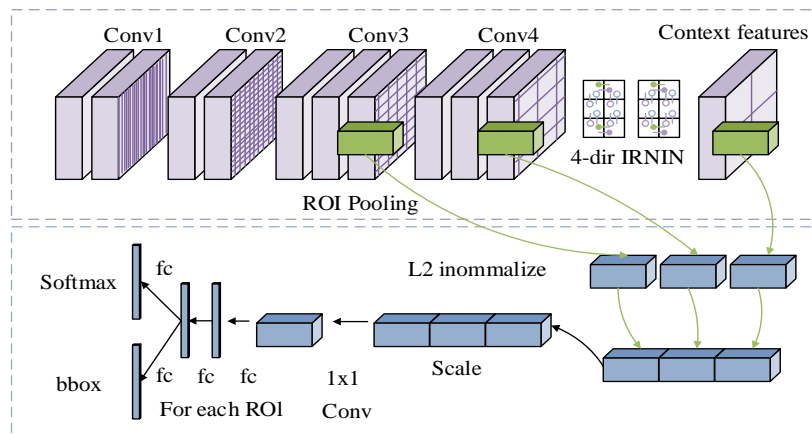 Conv1 Conv2 Conv3 Conv4 Context features
4-dir IRNIN
ROI Pooling
L2 inommalize
Softmax fc
Scale
bbox fc fc fc 1x1
For each ROl Conv